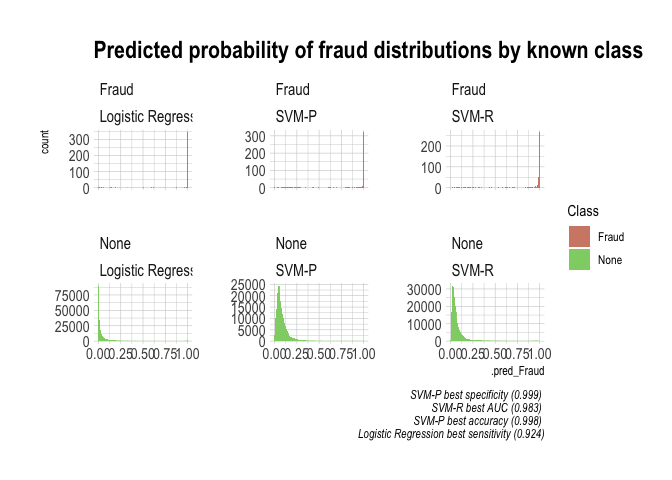 Predicted probability of fraud distributions by known class
Fraud
Fraud
Fraud
Logistic Regress
SVM-P
SVM-R
count
300
200
100
0
300
200
100
0
200
100
0
Class
Fraud
None
None
None
None
Logistic Regress
SVM-P
SVM-R
75000
50000
25000
0
25000
20000
15000
10000
5000
0
30000
20000
10000
0
0.00 0.25 0.50 0.75 1.00
0.00 0.25 0.50 0.75 1.00
0.00 0.25 0.50 0.75 1.00
.pred_Fraud
SVM-P best specificity (0.999)
SVM-R best AUC (0.983)
SVM-P best accuracy (0.998)
Logistic Regression best sensitivity (0.924)